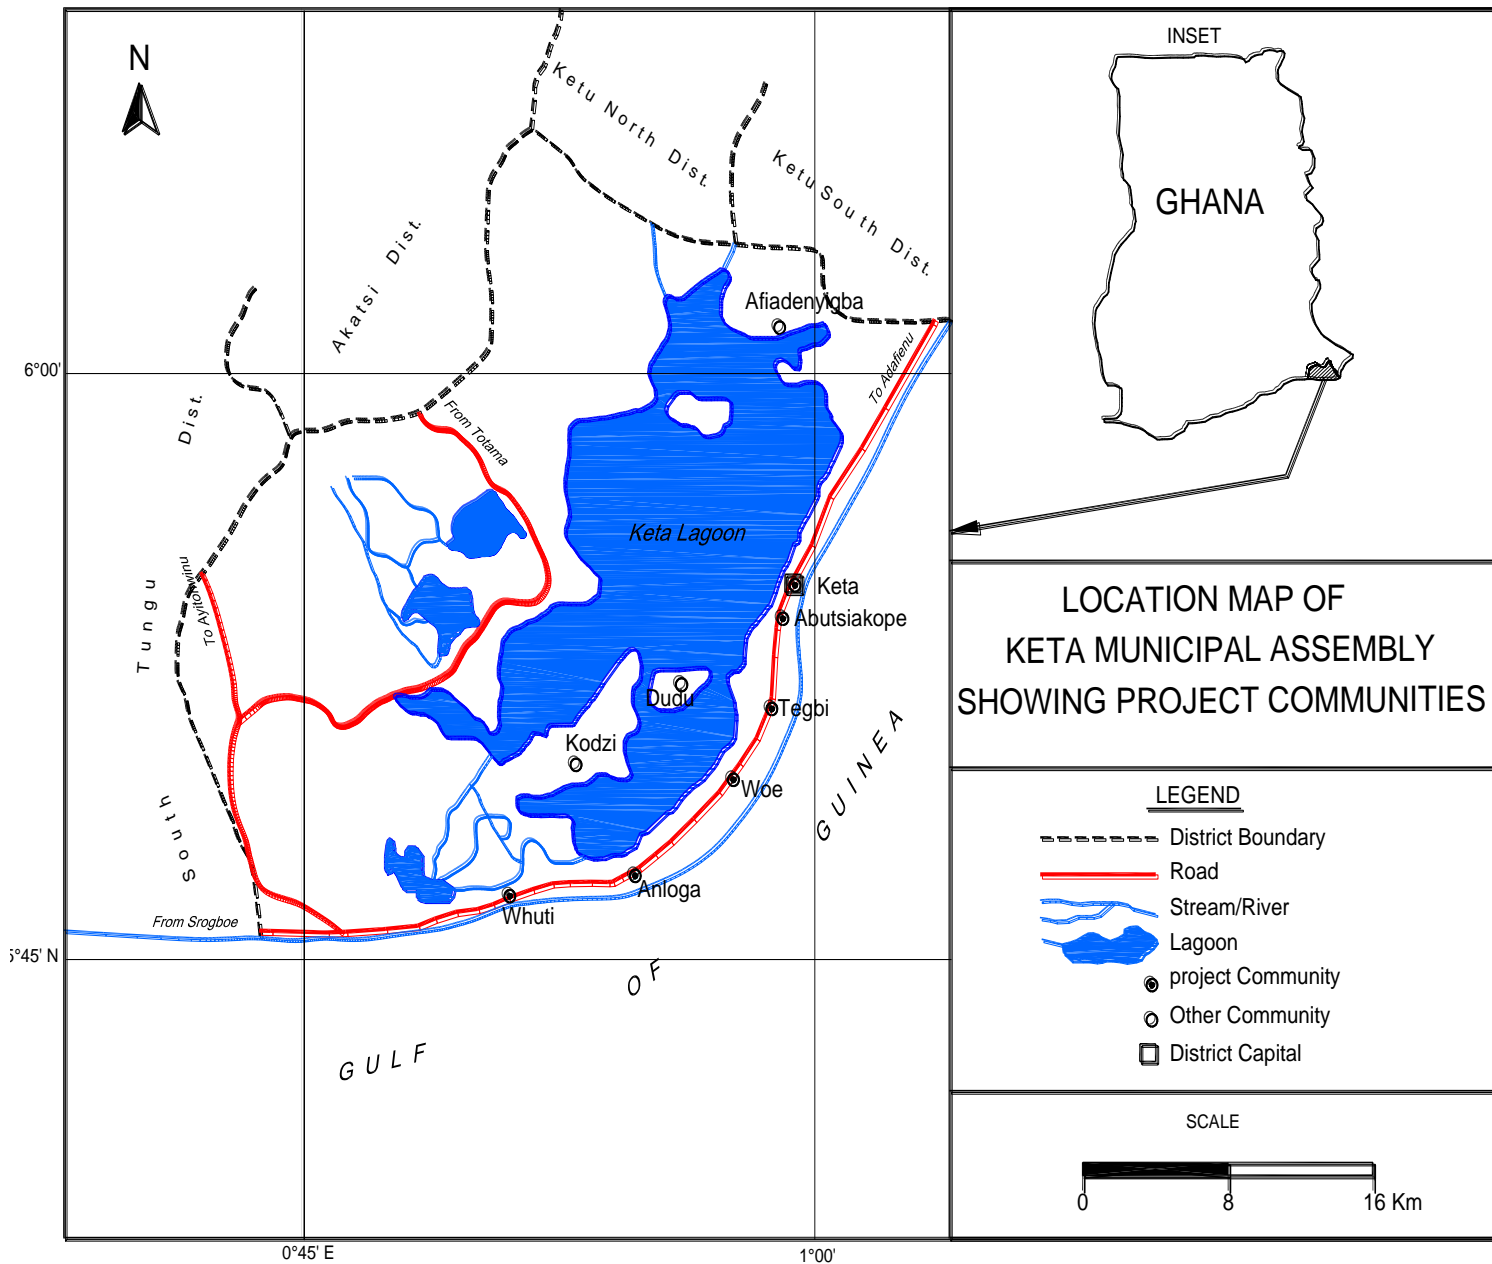 N
Ketu North Dist.
Ketu South Dist.
Akatsi Dist.
Afiadenyigba
6°00'
To Adafienu
From Totama
South Tungu Dist.
Keta Lagoon
Keta
Abutsiakope
Dudu
Tegbi
Kodzi
Woe
Anloga
Whuti
From Srogboe
5°45' N
GULF OF GUINEA
0°45' E
1°00'
INSET
GHANA
LOCATION MAP OF
KETA MUNICIPAL ASSEMBLY
SHOWING PROJECT COMMUNITIES
LEGEND
District Boundary
Road
Stream/River
Lagoon
project Community
Other Community
District Capital
SCALE
0 8 16 Km